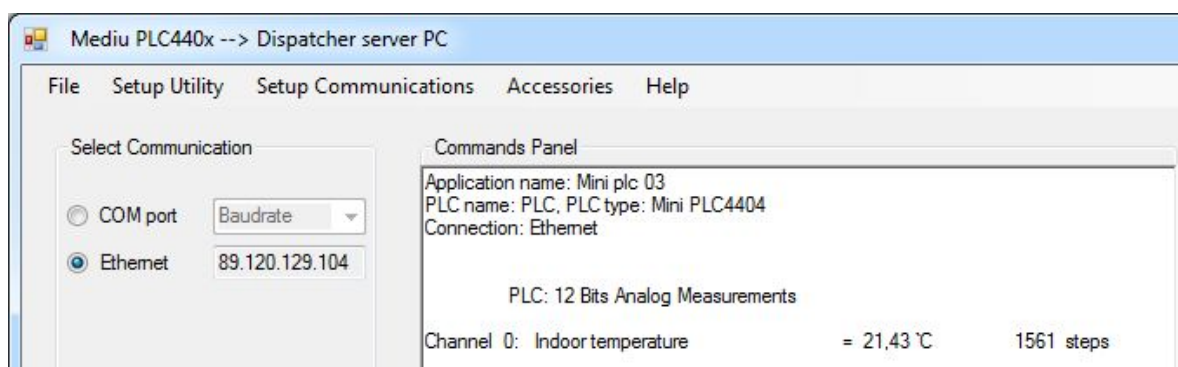 Mediu PLC440x --> Dispatcher server PC
File Setup Utility Setup Communications Accessories Help
Select Communication
COM port Baudrate
Ethernet 89.120.129.104
Commands Panel
Application name: Mini plc 03
PLC name: PLC, PLC type: Mini PLC4404
Connection: Ethernet
PLC: 12 Bits Analog Measurements
Channel 0: Indoor temperature = 21,43 `C 1561 steps